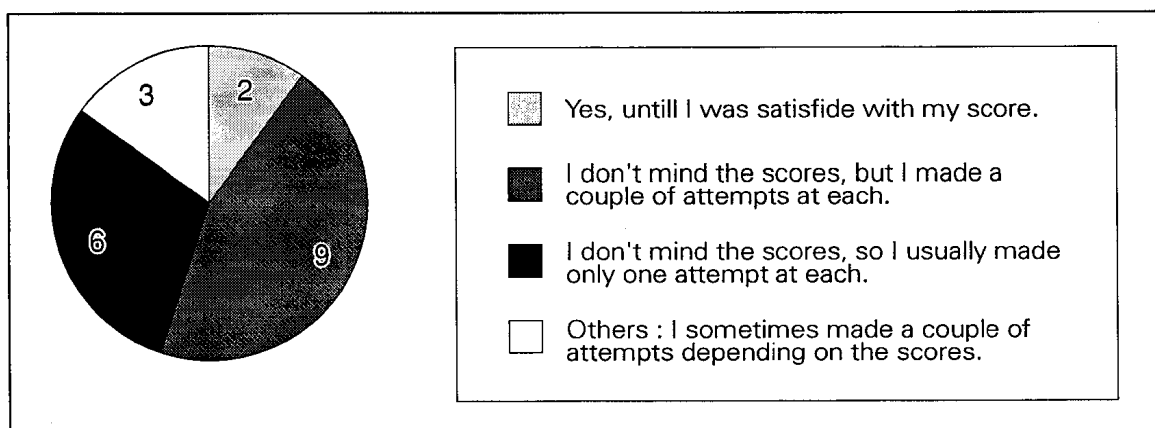 3
2
6
9
Yes, untill I was satisfide with my score.
I don't mind the scores, but I made a
couple of attempts at each.
I don't mind the scores, so I usually made
only one attempt at each.
Others : I sometimes made a couple of
attempts depending on the scores.